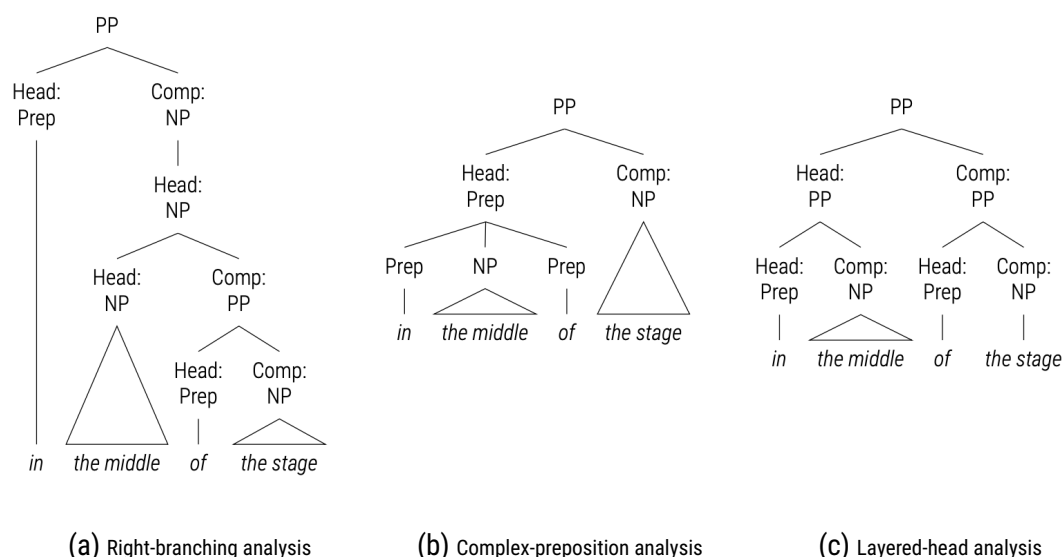 PP
Head:
Prep
Comp:
NP
Head:
NP
Head:
NP
Comp:
PP
Head:
Prep
Comp:
NP
in the middle of the stage
(a) Right-branching analysis
PP
Head:
Prep
Comp:
NP
Prep NP Prep
in the middle of the stage
(b) Complex-preposition analysis
PP
Head:
PP
Comp:
PP
Head:
Prep
Comp:
NP
Head:
Prep
Comp:
NP
in the middle of the stage
(c) Layered-head analysis